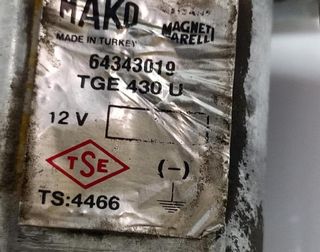 MAKO
MAGNETI
MARELLI
MADE IN TURKEY
64343019
TGE 430 U
12 V
TSE
(-)
TS:4466